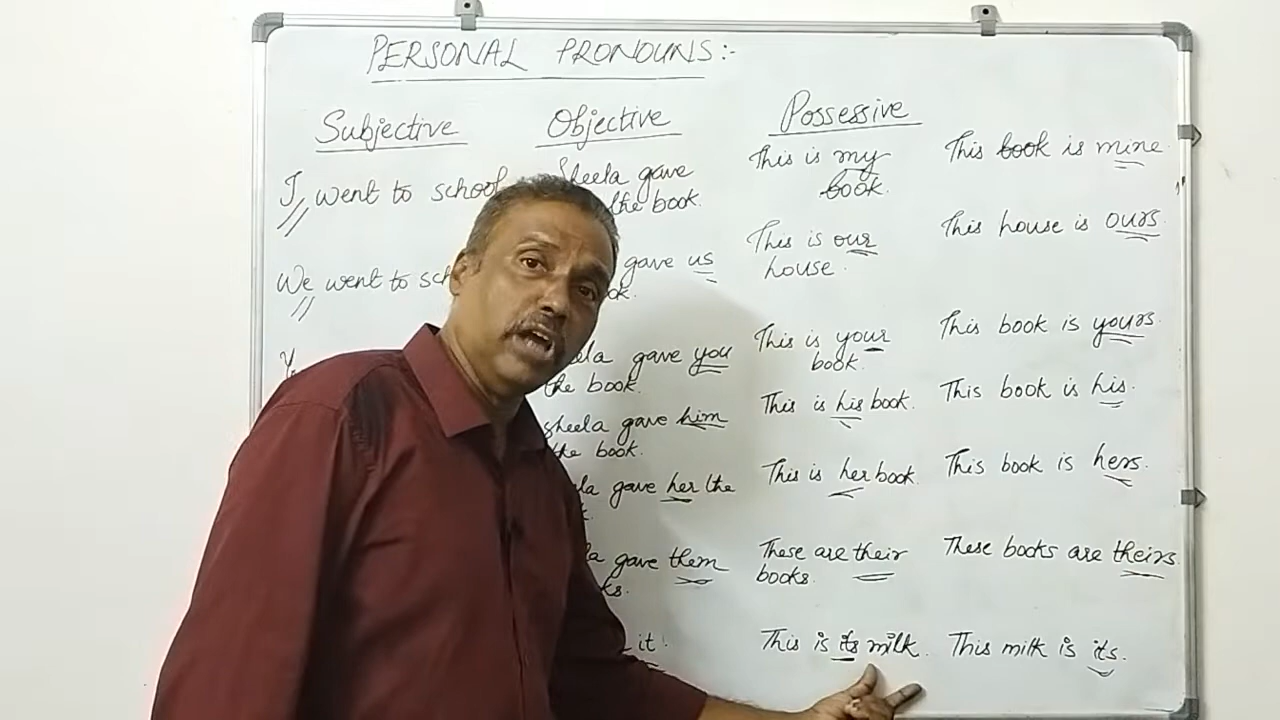 PERSONAL PRONOUNS:-
Subjective
I went to school
We went to
Objective
gave
the book.
gave us
gave you
the book.
Sheela gave him
the book.
gave her the
gave them
it.
Possessive
This is my
book.
This is our
house.
This is your
book.
This is his book.
This is her book.
These are their
books.
This is its milk.
This book is mine.
This house is ours.
This book is yours.
This book is his.
This book is hers.
These books are theirs.
This milk is its.